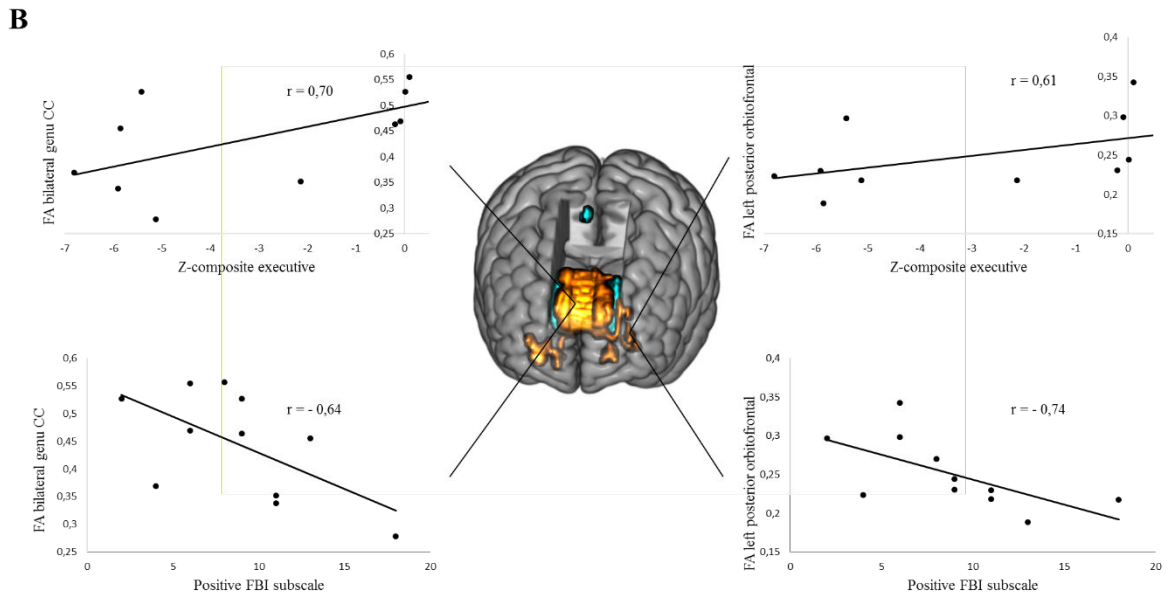 B
0,6
0,55
0,5
0,45
0,4
0,35
0,3
0,25
r = 0,70
FA bilateral genu CC
-7 -6 -5 -4 -3 -2 -1 0
Z-composite executive
0,4
0,35
0,3
0,25
0,2
0,15
r = 0,61
FA left posterior orbitofrontal
-7 -6 -5 -4 -3 -2 -1 0
Z-composite executive
0,6
0,55
0,5
0,45
0,4
0,35
0,3
0,25
r = - 0,64
FA bilateral genu CC
0 5 10 15 20
Positive FBI subscale
0,4
0,35
0,3
0,25
0,2
0,15
r = - 0,74
FA left posterior orbitofrontal
0 5 10 15 20
Positive FBI subscale